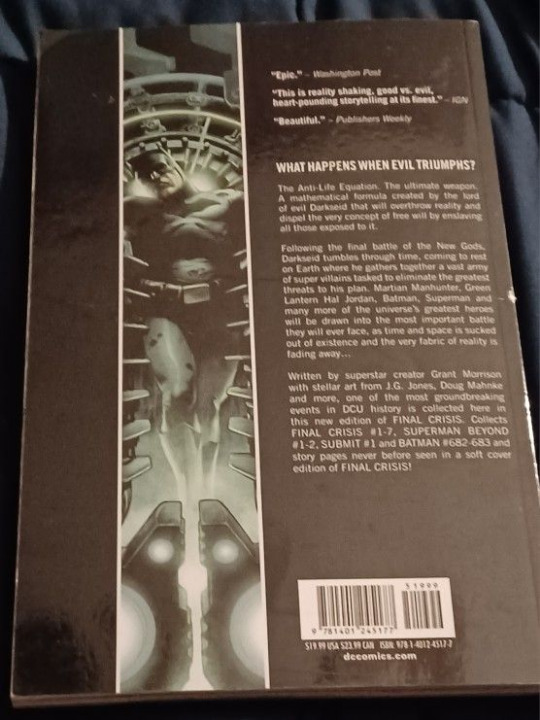 "Epic." – Washington Post
"This is reality shaking, good vs. evil,
heart-pounding storytelling at its finest." – IGN
"Beautiful." – Publishers Weekly
WHAT HAPPENS WHEN EVIL TRIUMPHS?
The Anti-Life Equation. The ultimate weapon.
A mathematical formula created by the lord
of evil Darkseid that will overthrow reality and
dispel the very concept of free will by enslaving
all those exposed to it.
Following the final battle of the New Gods,
Darkseid tumbles through time, coming to rest
on Earth where he gathers together a vast army
of super villains tasked to eliminate the greatest
threats to his plan. Martian Manhunter, Green
Lantern Hal Jordan, Batman, Superman and
many more of the universe's greatest heroes
will be drawn into the most important battle
they will ever face, as time and space is sucked
out of existence and the very fabric of reality is
fading away...
Written by superstar creator Grant Morrison
with stellar art from J.G. Jones, Doug Mahnke
and more, one of the most groundbreaking
events in DCU history is collected here in
this new edition of FINAL CRISIS. Collects
FINAL CRISIS #1-7, SUPERMAN BEYOND
#1-2, SUBMIT #1 and BATMAN #682-683 and
story pages never before seen in a soft cover
edition of FINAL CRISIS!
51999
9 781401 245177
$19.99 USA $23.99 CAN ISBN: 978-1-4012-4517-7
dccomics.com